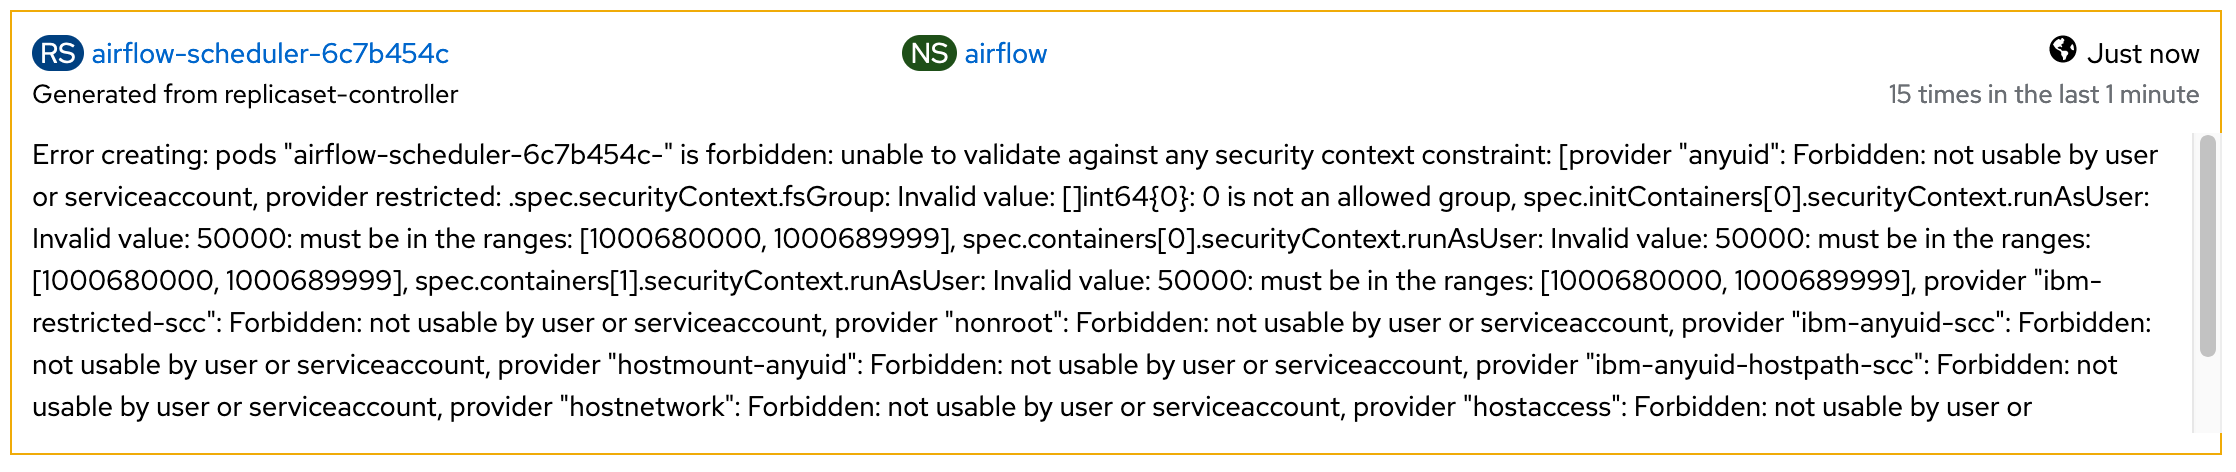 RS airflow-scheduler-6c7b454c NS airflow Just now
Generated from replicaset-controller 15 times in the last 1 minute
Error creating: pods "airflow-scheduler-6c7b454c-" is forbidden: unable to validate against any security context constraint: [provider "anyuid": Forbidden: not usable by user
or serviceaccount, provider restricted: .spec.securityContext.fsGroup: Invalid value: []int64{0}: 0 is not an allowed group, spec.initContainers[0].securityContext.runAsUser:
Invalid value: 50000: must be in the ranges: [1000680000, 1000689999], spec.containers[0].securityContext.runAsUser: Invalid value: 50000: must be in the ranges:
[1000680000, 1000689999], spec.containers[1].securityContext.runAsUser: Invalid value: 50000: must be in the ranges: [1000680000, 1000689999], provider "ibm-
restricted-scc": Forbidden: not usable by user or serviceaccount, provider "nonroot": Forbidden: not usable by user or serviceaccount, provider "ibm-anyuid-scc": Forbidden:
not usable by user or serviceaccount, provider "hostmount-anyuid": Forbidden: not usable by user or serviceaccount, provider "ibm-anyuid-hostpath-scc": Forbidden: not
usable by user or serviceaccount, provider "hostnetwork": Forbidden: not usable by user or serviceaccount, provider "hostaccess": Forbidden: not usable by user or